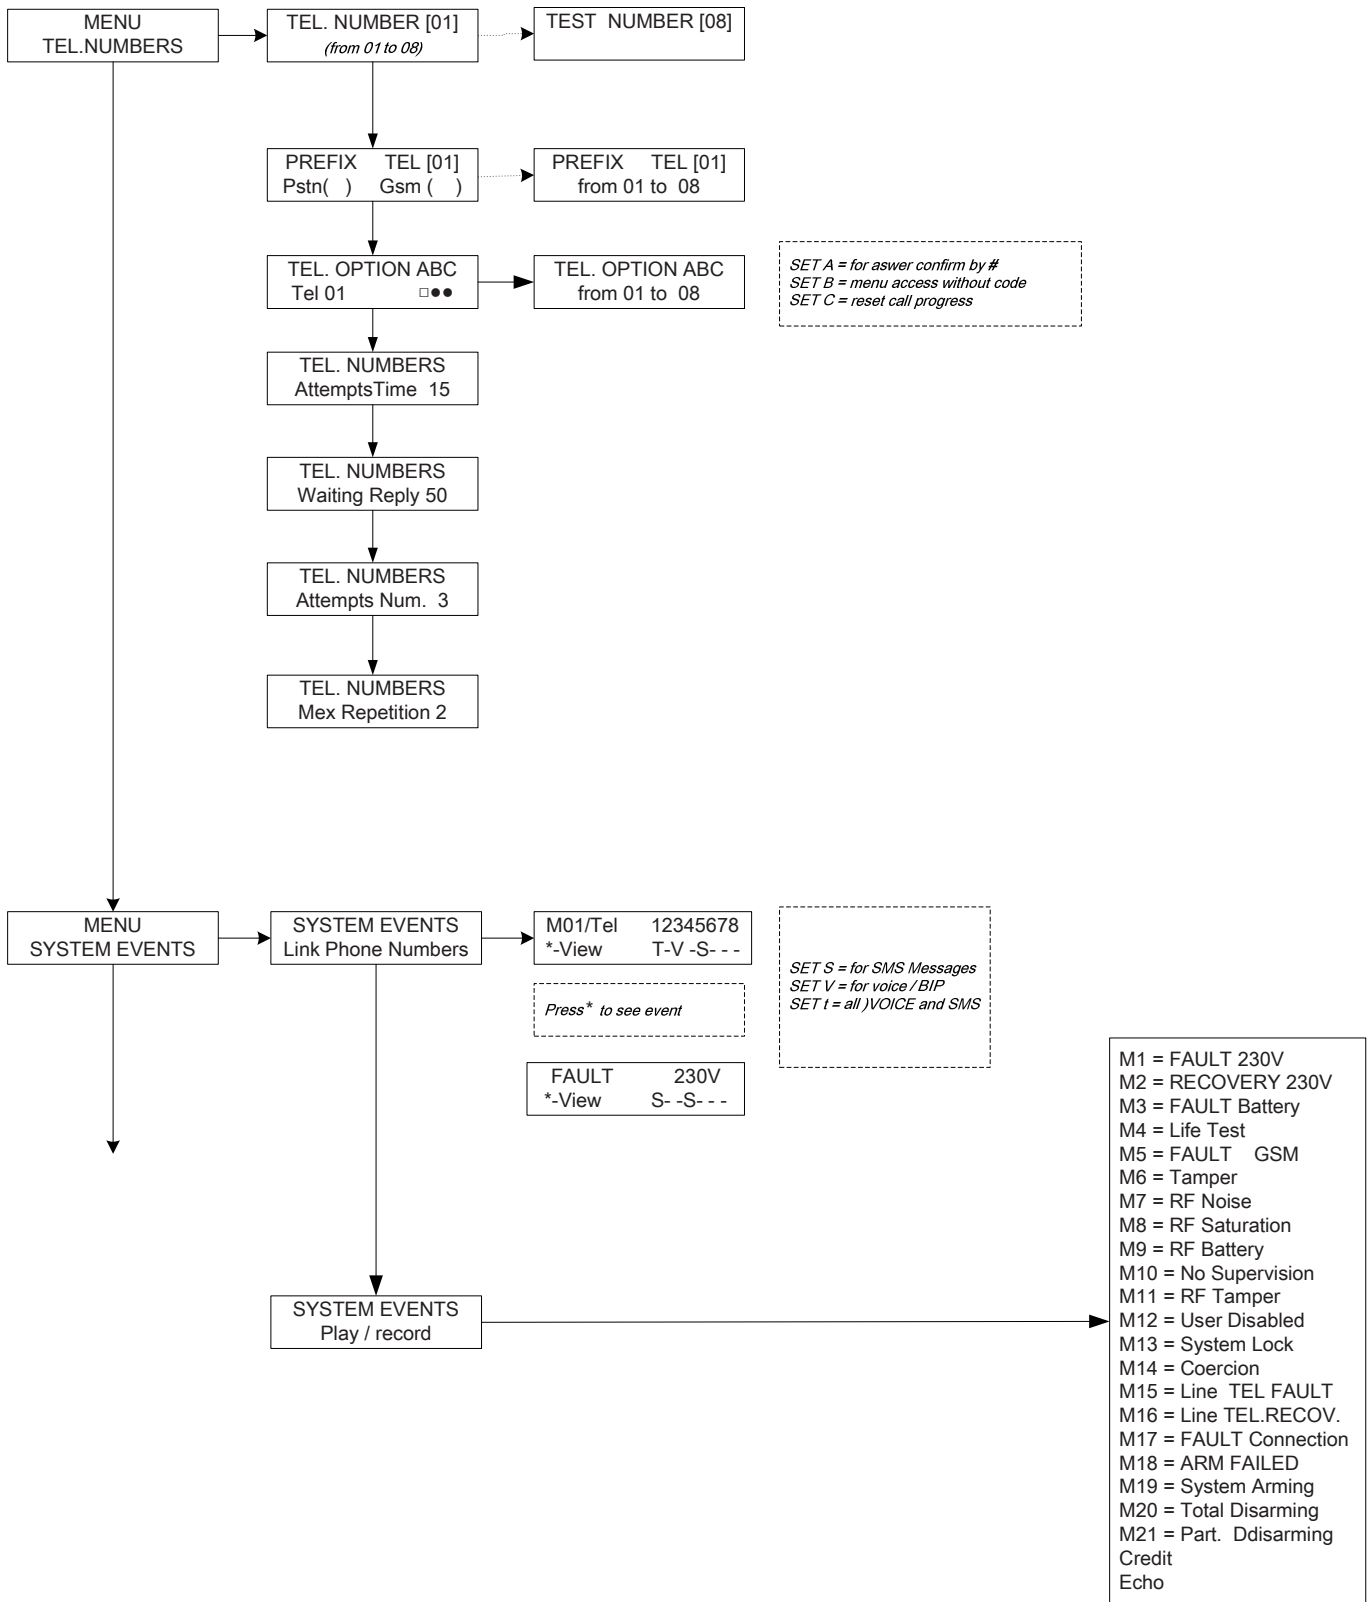 MENU
TEL.NUMBERS
TEL. NUMBER [01]
(from 01 to 08)
TEST NUMBER [08]
PREFIX TEL [01]
Pstn( ) Gsm ( )
PREFIX TEL [01]
from 01 to 08
TEL. OPTION ABC
Tel 01 □●●
TEL. OPTION ABC
from 01 to 08
SET A = for aswer confirm by #
SET B = menu access without code
SET C = reset call progress
TEL. NUMBERS
AttemptsTime 15
TEL. NUMBERS
Waiting Reply 50
TEL. NUMBERS
Attempts Num. 3
TEL. NUMBERS
Mex Repetition 2
MENU
SYSTEM EVENTS
SYSTEM EVENTS
Link Phone Numbers
M01/Tel 12345678
*-View T-V -S- - -
Press* to see event
FAULT 230V
*-View S- -S- - -
SET S = for SMS Messages
SET V = for voice / BIP
SET t = all )VOICE and SMS
SYSTEM EVENTS
Play / record
M1 = FAULT 230V
M2 = RECOVERY 230V
M3 = FAULT Battery
M4 = Life Test
M5 = FAULT GSM
M6 = Tamper
M7 = RF Noise
M8 = RF Saturation
M9 = RF Battery
M10 = No Supervision
M11 = RF Tamper
M12 = User Disabled
M13 = System Lock
M14 = Coercion
M15 = Line TEL FAULT
M16 = Line TEL.RECOV.
M17 = FAULT Connection
M18 = ARM FAILED
M19 = System Arming
M20 = Total Disarming
M21 = Part. Ddisarming
Credit
Echo